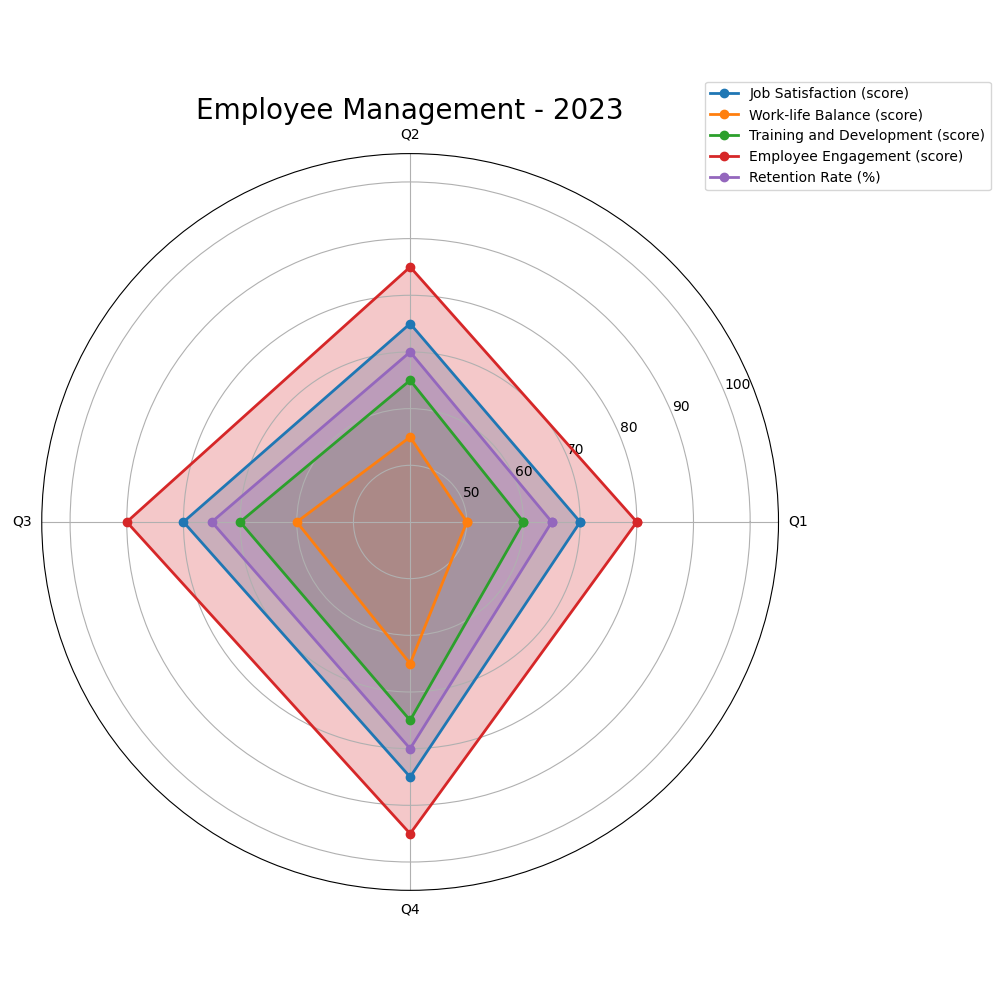 Employee Management - 2023
Job Satisfaction (score)
Work-life Balance (score)
Training and Development (score)
Employee Engagement (score)
Retention Rate (%)
Q2
100
90
80
70
60
50
Q3
Q1
Q4